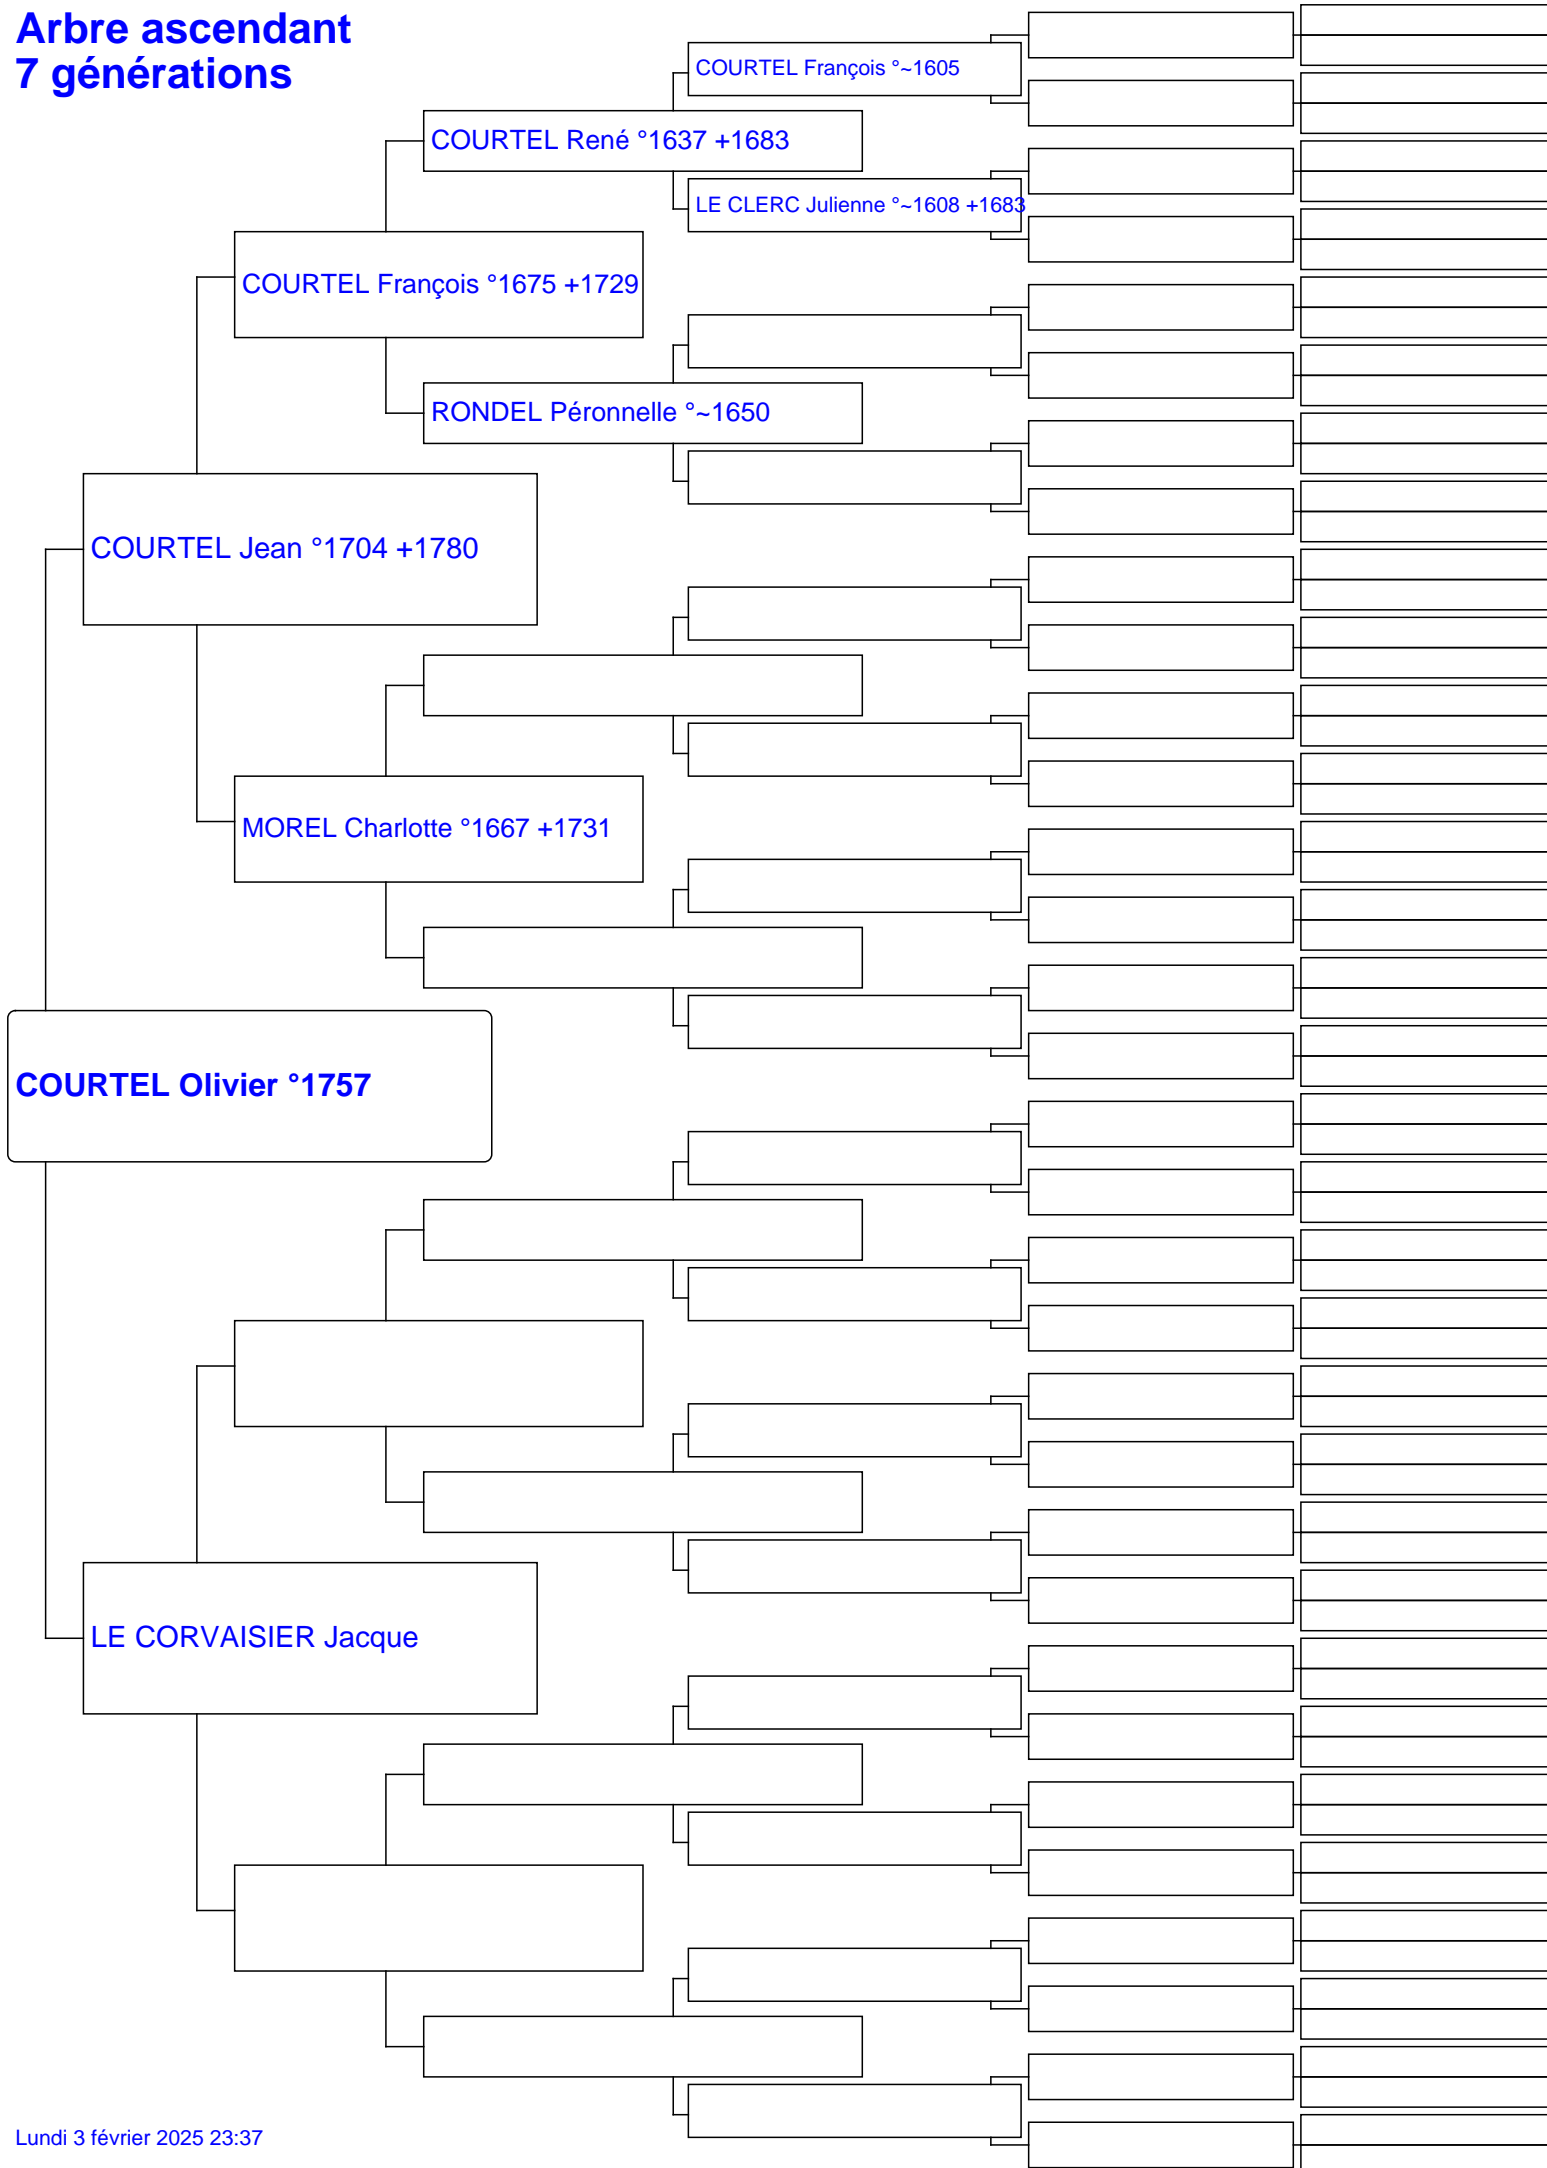 Arbre ascendant
7 générations
COURTEL François °~1605
COURTEL René °1637 +1683
LE CLERC Julienne °~1608 +1683
COURTEL François °1675 +1729
RONDEL Péronnelle °~1650
COURTEL Jean °1704 +1780
MOREL Charlotte °1667 +1731
COURTEL Olivier °1757
LE CORVAISIER Jacque
Lundi 3 février 2025 23:37